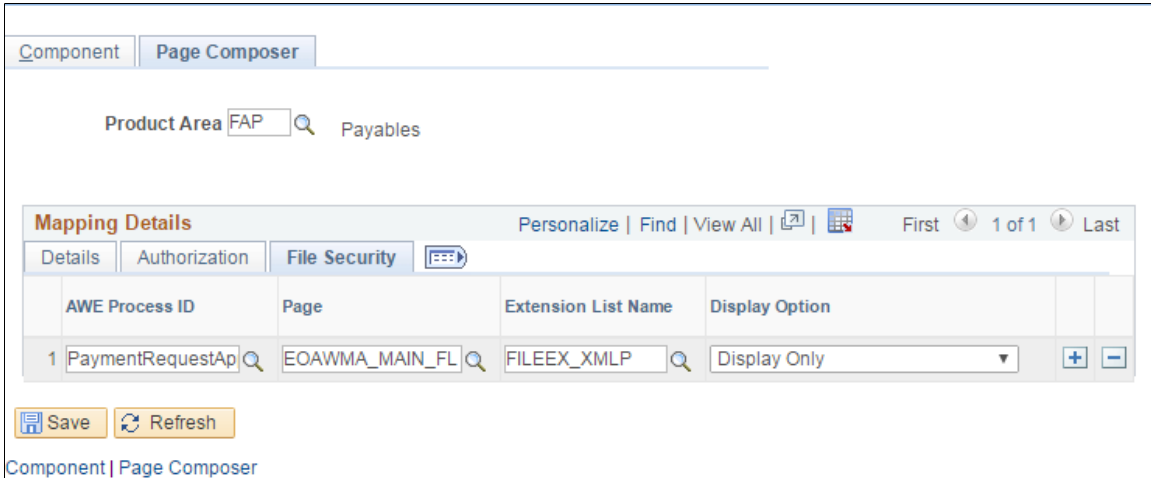 Component Page Composer
Product Area FAP Payables
Mapping Details Personalize | Find | View All | | First 1 of 1 Last
Details Authorization File Security
AWE Process ID Page Extension List Name Display Option
1 PaymentRequestAp EOAWMA_MAIN_FL FILEEX_XMLP Display Only
Save Refresh
Component | Page Composer